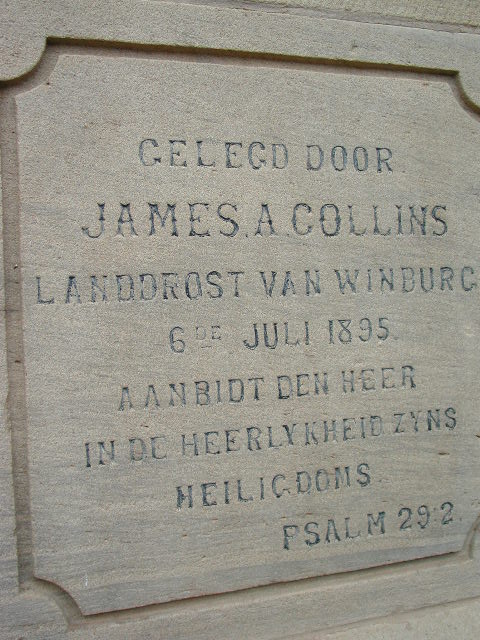 GELEGD DOOR
JAMES. A COLLINS
LANDDROST VAN WINBURG
6DE JULI 1895.
AANBIDT DEN HEER
IN DE HEERLYKHEID ZYNS
HEILIGDOMS.
PSALM 29:2